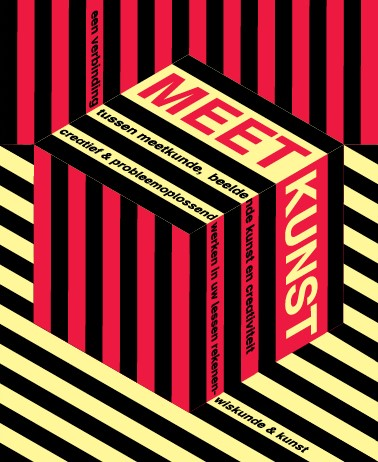 MEET
KUNST
een verbinding
tussen meetkunde, beelde
nde kunst en creativiteit
creatief & probleemoplossend
werken in uw lessen rekenen-
wiskunde & kunst